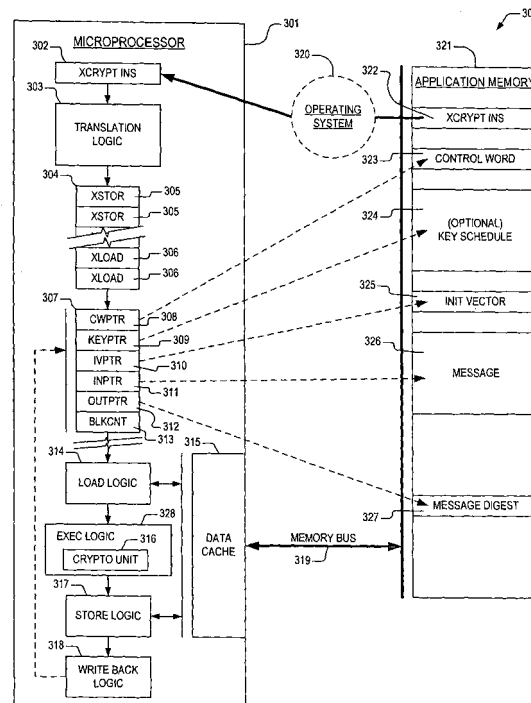 30
301
MICROPROCESSOR
302
XCRYPT INS
303
TRANSLATION
LOGIC
304
XSTOR
305
XSTOR
305
XLOAD
306
XLOAD
306
307
CWPTR
308
KEYPTR
309
IVPTR
310
INPTR
311
OUTPTR
312
BLKCNT
313
314
LOAD LOGIC
315
DATA
CACHE
328
EXEC LOGIC
316
CRYPTO UNIT
317
STORE LOGIC
318
WRITE BACK
LOGIC
320
OPERATING
SYSTEM
MEMORY BUS
319
321
APPLICATION MEMORY
322
XCRYPT INS
323
CONTROL WORD
324
(OPTIONAL)
KEY SCHEDULE
325
INIT VECTOR
326
MESSAGE
MESSAGE DIGEST
327